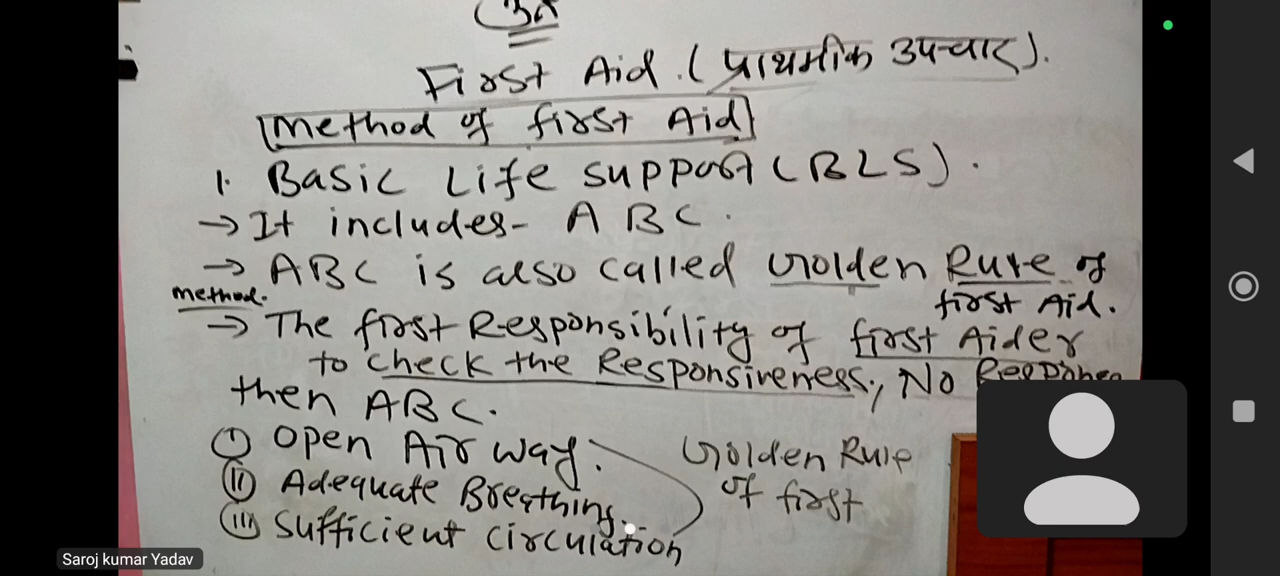 First Aid. (प्राथमीक उपचार).
[Method of first Aid]
1. Basic Life support (BLS).
→ It includes- A B C.
→ ABC is also called Golden Rule of
first Aid.
method.
→ The first Responsibility of first Aider
to check the Responsiveness, No
then ABC.
(i) Open Air way.
(ii) Adequate Breathing.
(iii) Sufficient circulation
Golden Rule
of first
Saroj kumar Yadav